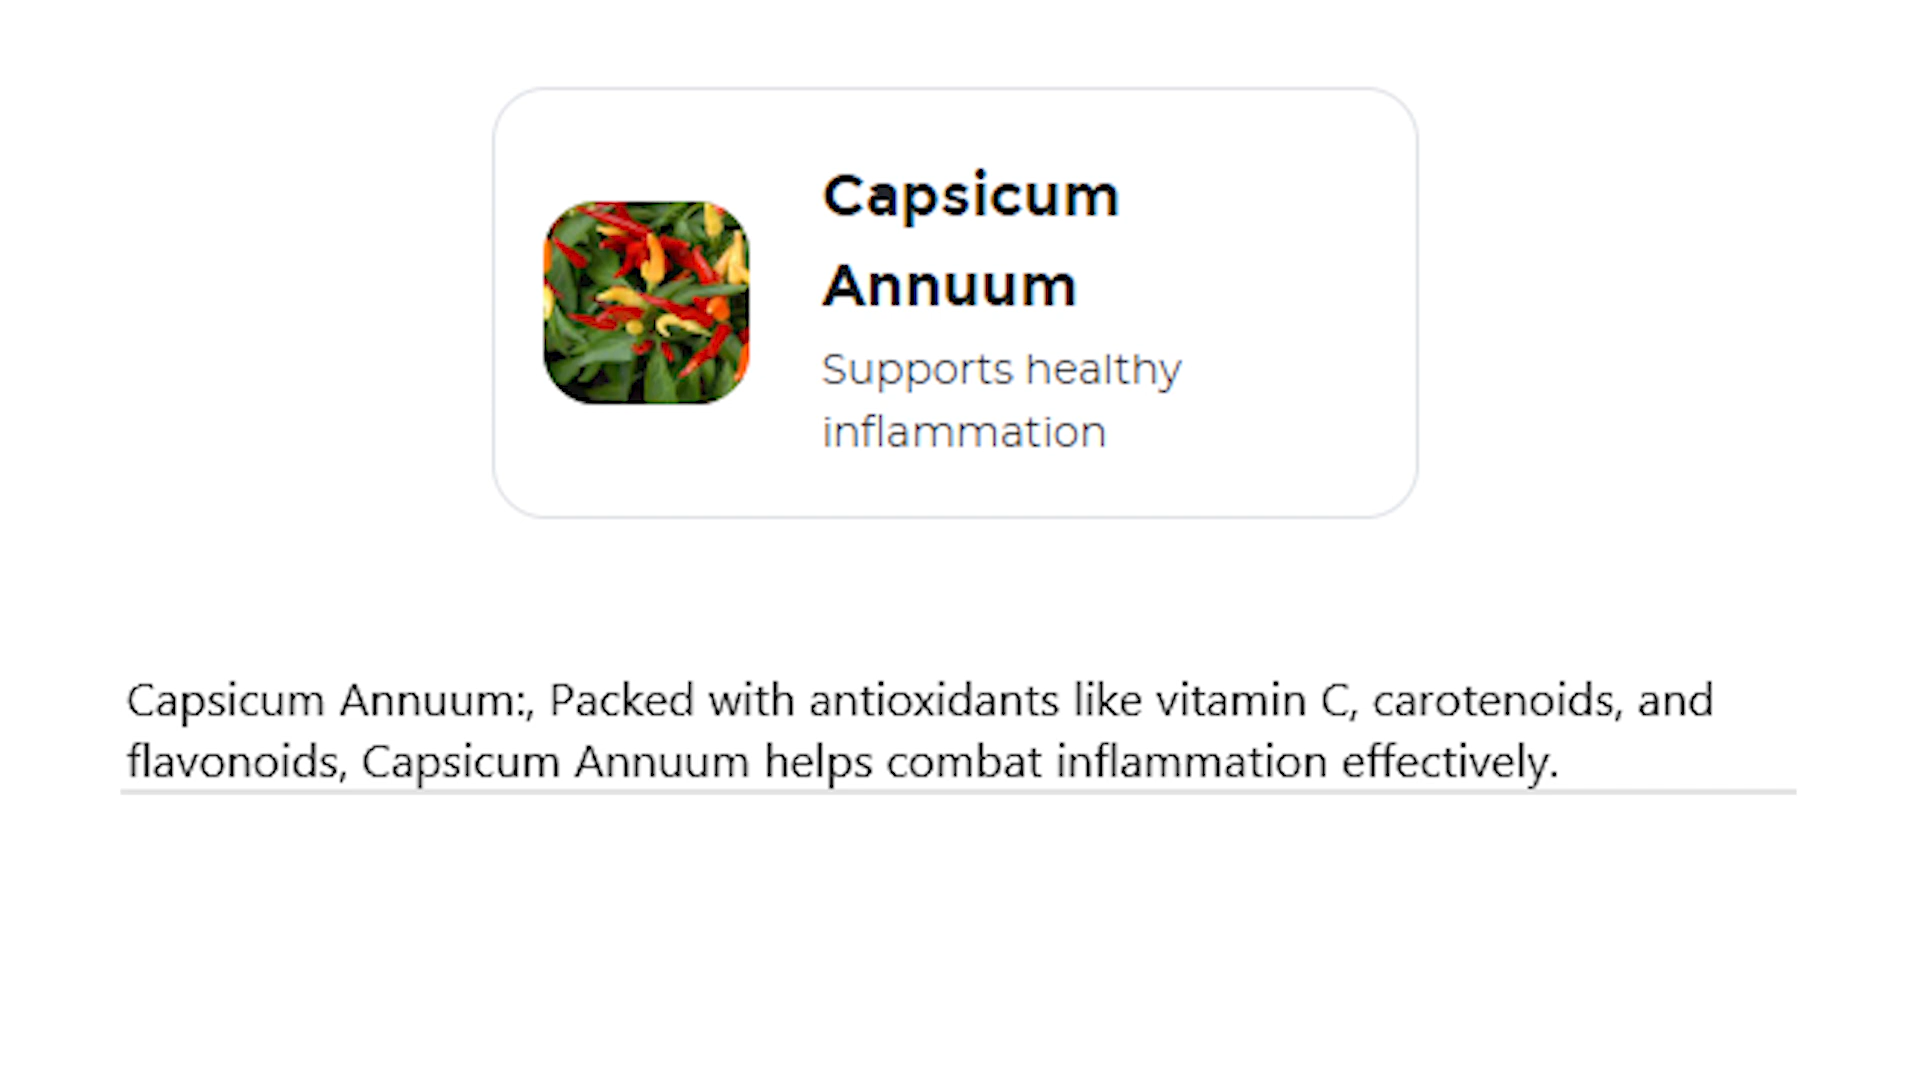 Capsicum
Annuum
Supports healthy
inflammation
Capsicum Annuum:, Packed with antioxidants like vitamin C, carotenoids, and
flavonoids, Capsicum Annuum helps combat inflammation effectively.